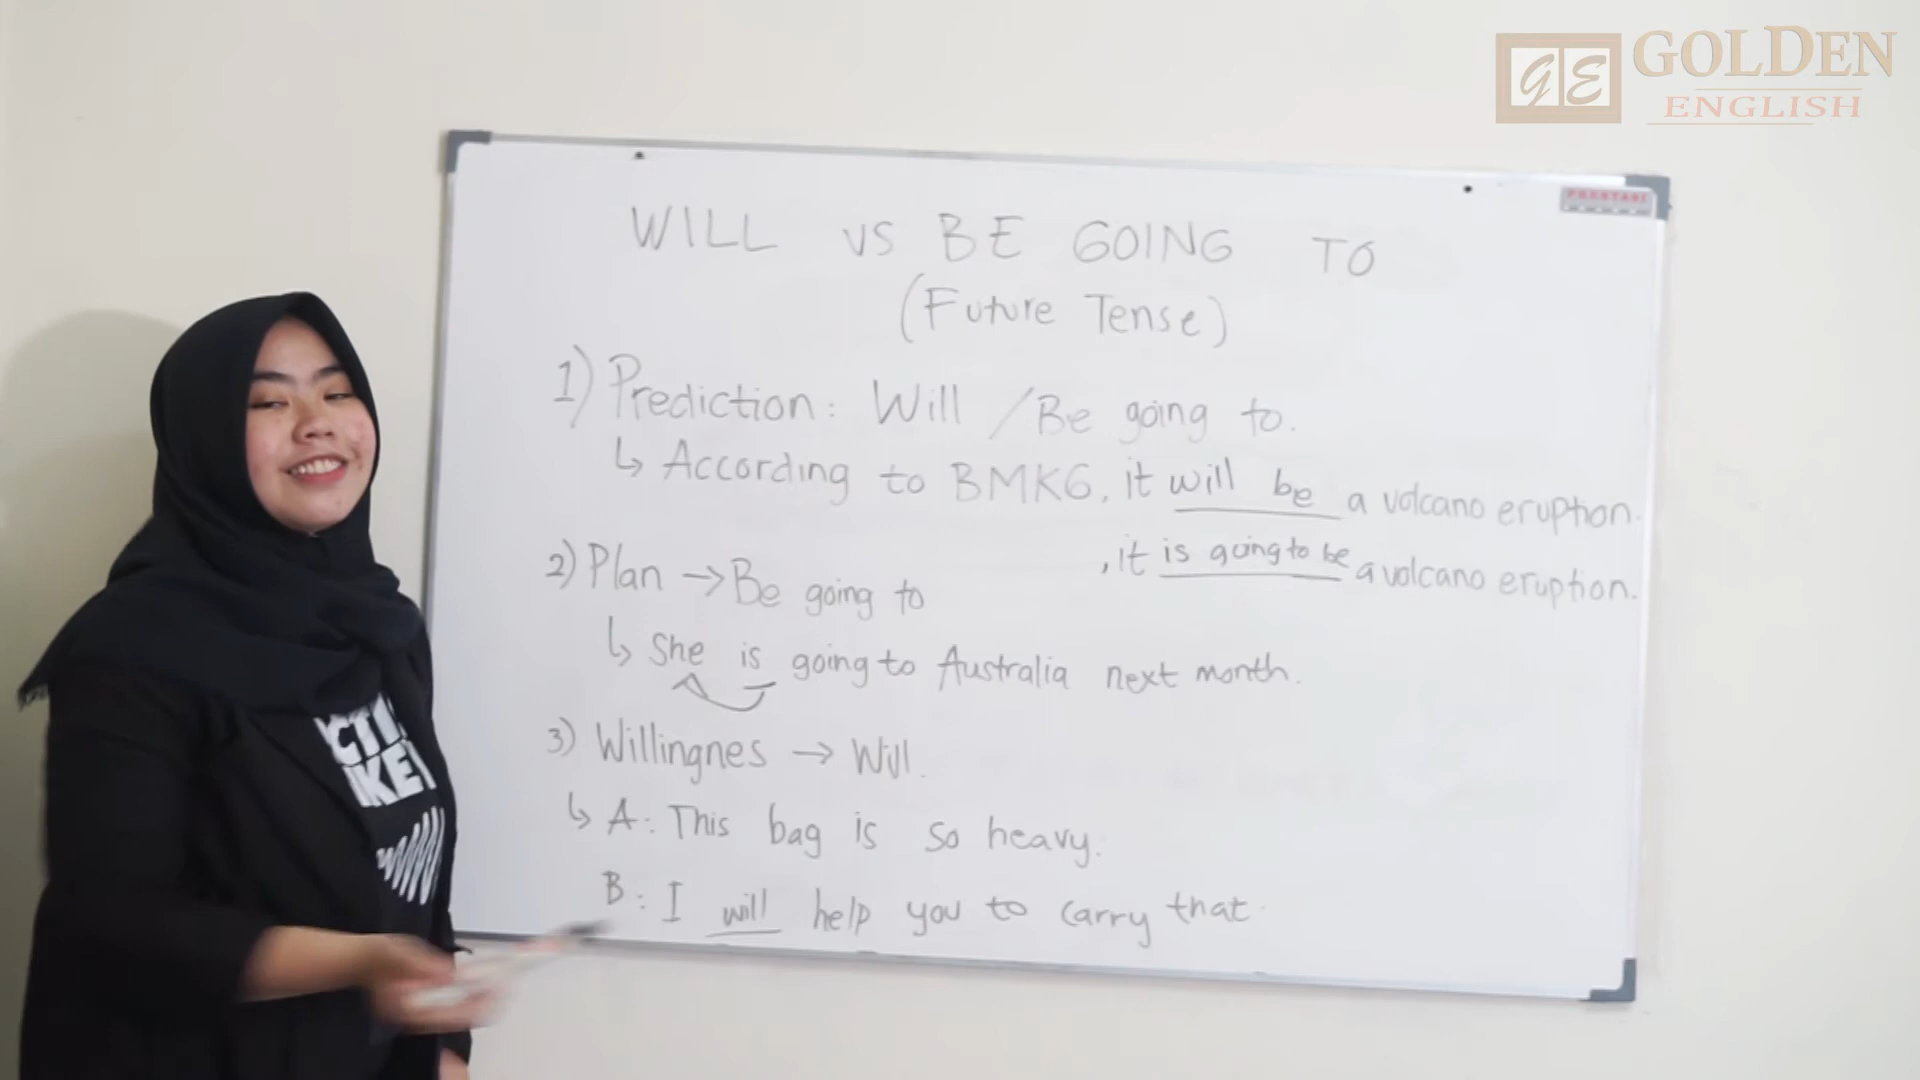 GE GOLDEN
ENGLISH
WILL VS BE GOING TO
(Future Tense)
1) Prediction: Will / Be going to.
↳ According to BMKG, it will be a volcano eruption.
, it is going to be a volcano eruption.
2) Plan → Be going to
↳ She is going to Australia next month.
3) Willingnes → Will.
↳ A: This bag is so heavy.
B: I will help you to carry that